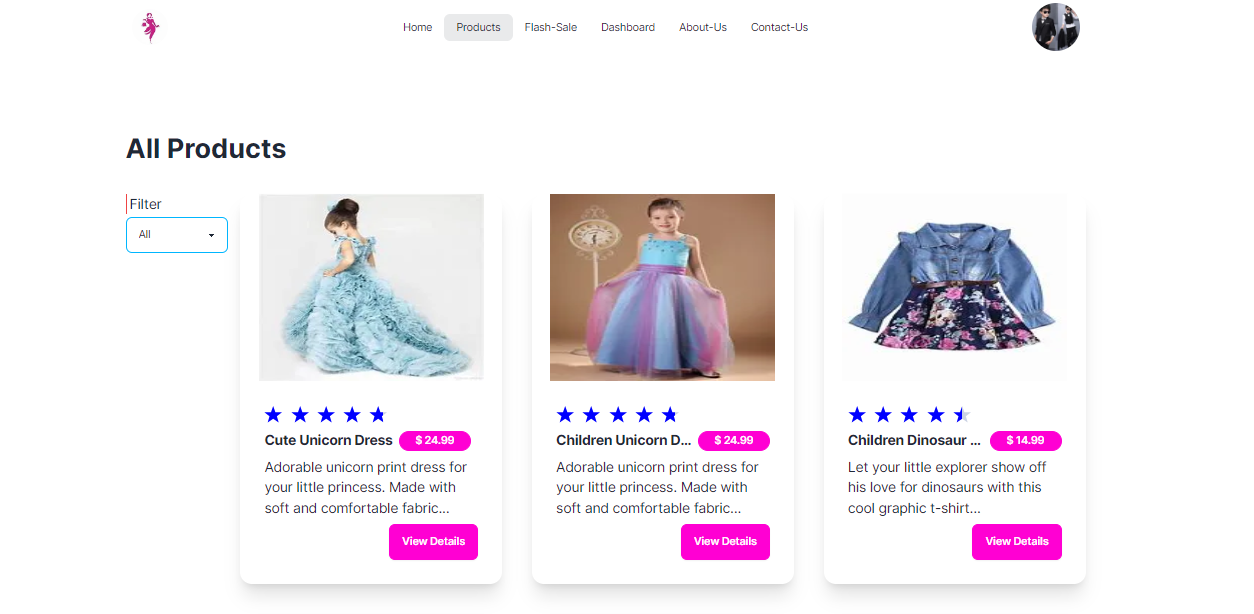 Home
Products
Flash-Sale
Dashboard
About-Us
Contact-Us
All Products
Filter
All
Cute Unicorn Dress
$ 24.99
Adorable unicorn print dress for
your little princess. Made with
soft and comfortable fabric...
View Details
Children Unicorn D...
$ 24.99
Adorable unicorn print dress for
your little princess. Made with
soft and comfortable fabric...
View Details
Children Dinosaur ...
$ 14.99
Let your little explorer show off
his love for dinosaurs with this
cool graphic t-shirt...
View Details